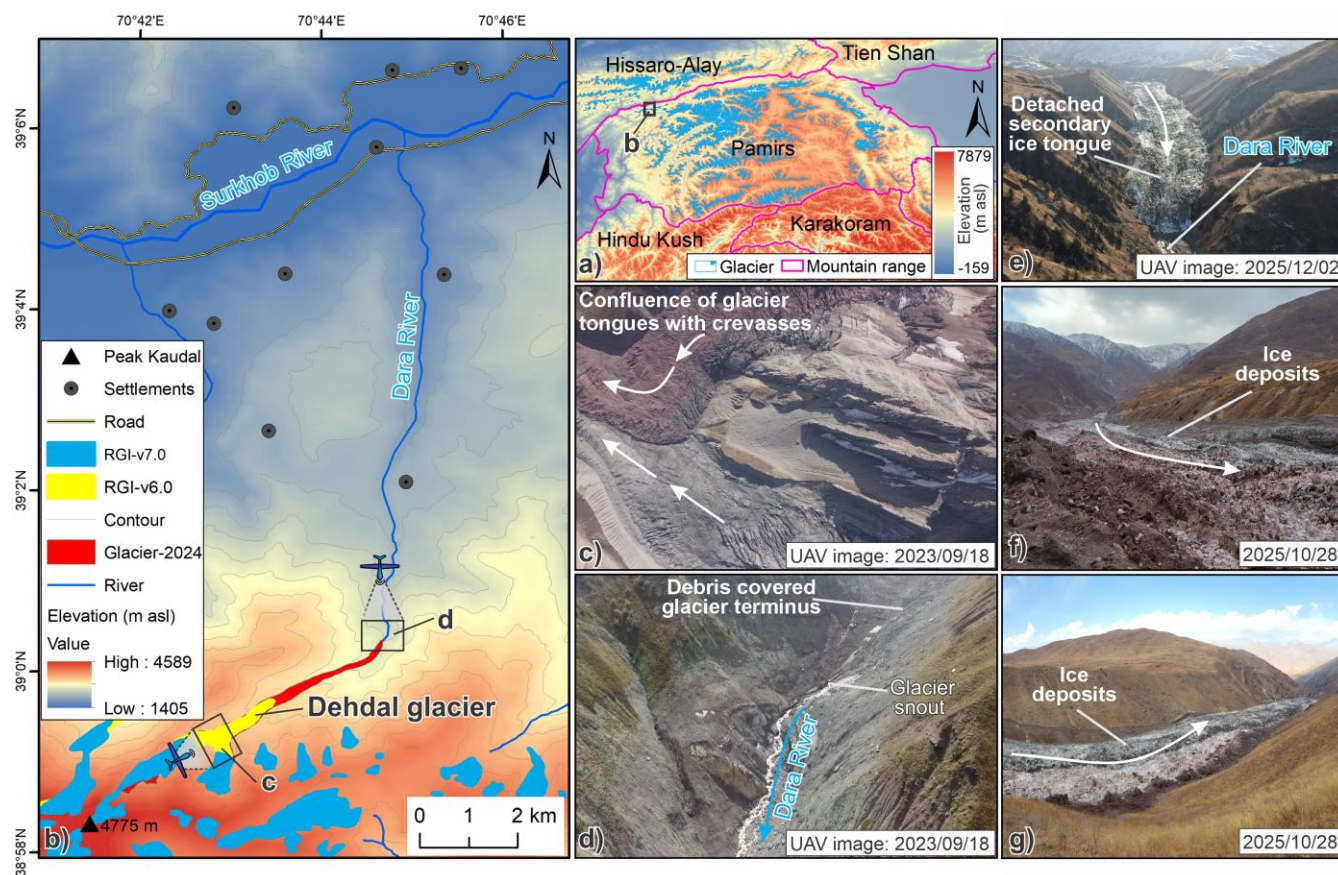 70°42'E
70°44'E
70°46'E
39°6'N
39°4'N
39°2'N
39°0'N
38°58'N
Surkhob River
Dara River
N
Peak Kaudal
Settlements
Road
RGI-v7.0
RGI-v6.0
Contour
Glacier-2024
River
Elevation (m asl)
Value
High : 4589
Low : 1405
d
Dehdal glacier
c
4775 m
0 1 2 km
b)
Hissaro-Alay
Tien Shan
N
b
Pamirs
7879
Elevation
(m asl)
-159
Karakoram
Hindu Kush
a)
Glacier
Mountain range
Confluence of glacier
tongues with crevasses
c)
UAV image: 2023/09/18
Debris covered
glacier terminus
Glacier
snout
Dara River
d)
UAV image: 2023/09/18
Detached
secondary
ice tongue
Dara River
e)
UAV image: 2025/12/02
Ice
deposits
f)
2025/10/28
Ice
deposits
g)
2025/10/28